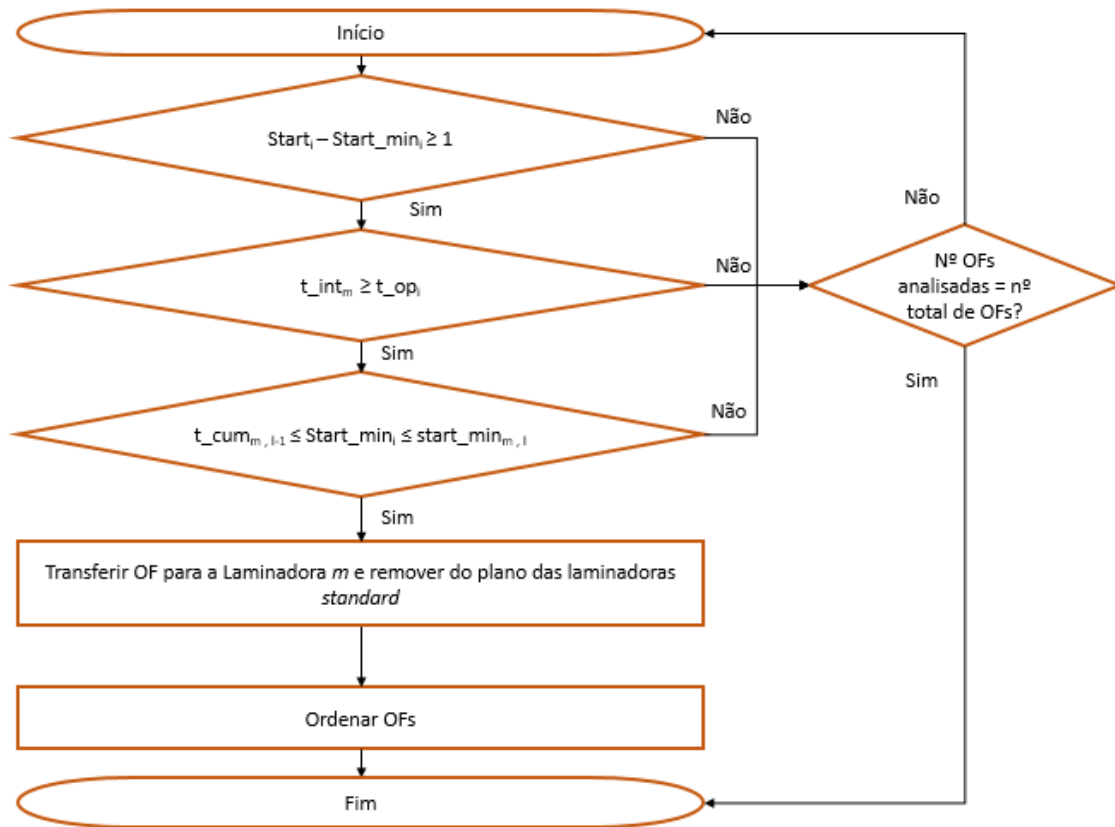 Início
Não
Startᵢ – Start_minᵢ ≥ 1
Sim
Não
Não
t_intₘ ≥ t_opᵢ
Nº OFs
analisadas = nº
total de OFs?
Sim
Sim
Não
t_cumₘ , ₗ₋₁ ≤ Start_minᵢ ≤ start_minₘ , ₗ
Sim
Transferir OF para a Laminadora m e remover do plano das laminadoras
standard
Ordenar OFs
Fim